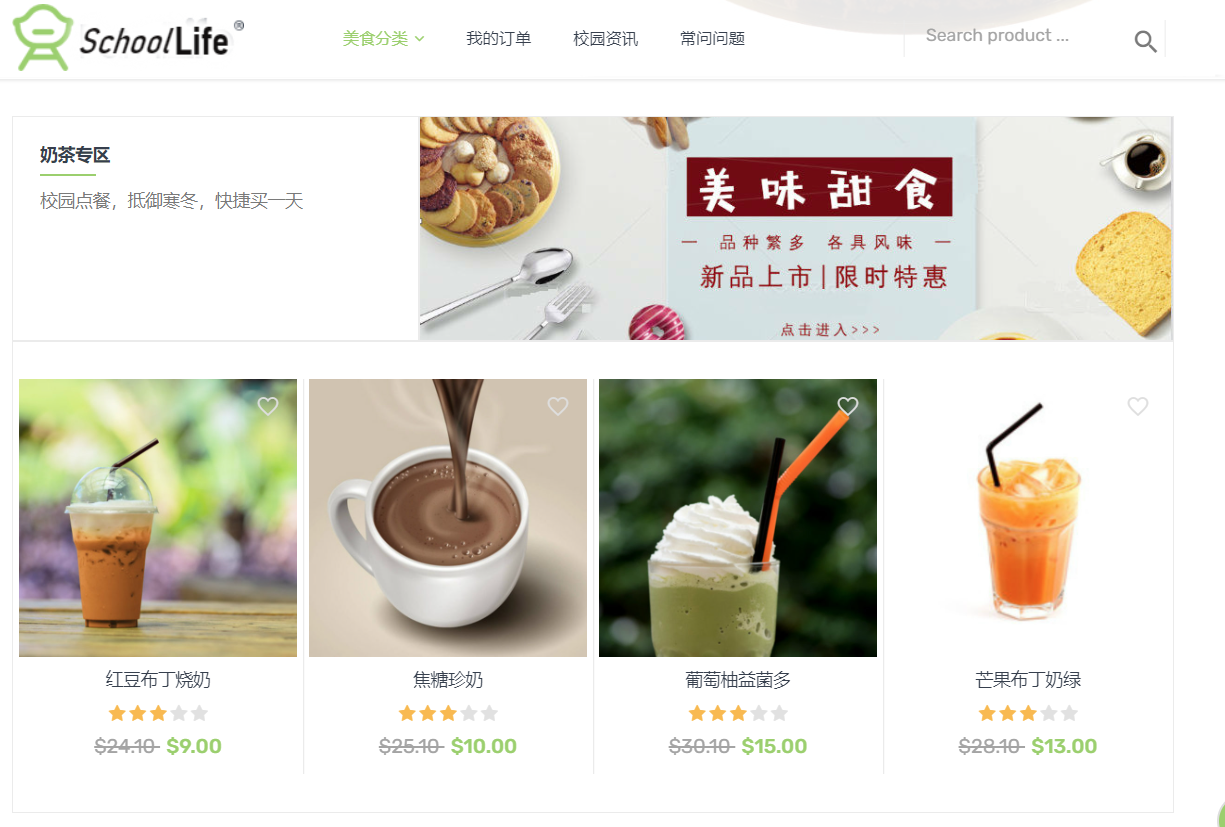 SchoolLife®
美食分类
我的订单
校园资讯
常问问题
Search product ...
奶茶专区
校园点餐，抵御寒冬，快捷买一天
美味甜食
— 品种繁多 各具风味 —
新品上市|限时特惠
点击进入>>>
红豆布丁烧奶
$24.10 $9.00
焦糖珍奶
$25.10 $10.00
葡萄柚益菌多
$30.10 $15.00
芒果布丁奶绿
$28.10 $13.00